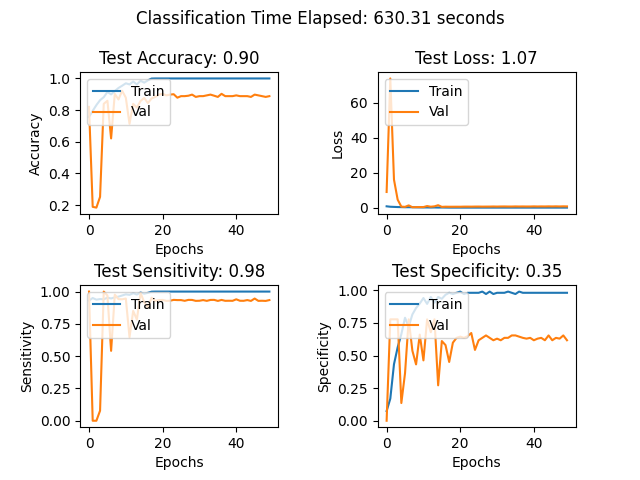 Classification Time Elapsed: 630.31 seconds
Test Accuracy: 0.90
1.0
0.8
0.6
0.4
0.2
Accuracy
Train
Val
0
20
40
Epochs
Test Loss: 1.07
60
40
20
0
Loss
Train
Val
0
20
40
Epochs
Test Sensitivity: 0.98
1.00
0.75
0.50
0.25
0.00
Sensitivity
Train
Val
0
20
40
Epochs
Test Specificity: 0.35
1.00
0.75
0.50
0.25
0.00
Specificity
Train
Val
0
20
40
Epochs